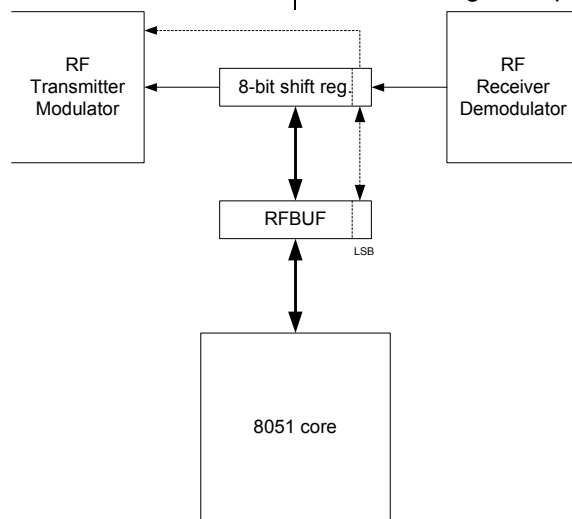 RF
Transmitter
Modulator
8-bit shift reg.
RF
Receiver
Demodulator
RFBUF
LSB
8051 core